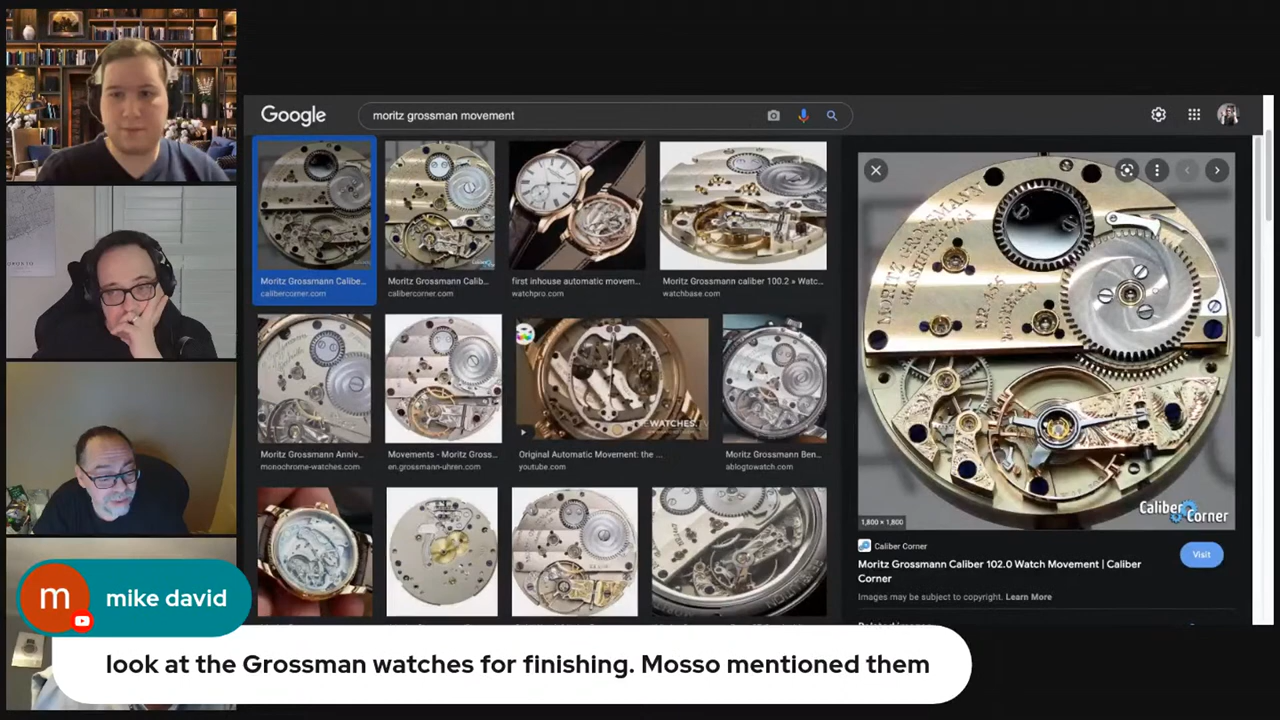 Google
moritz grossman movement
Moritz Grossmann Calibe...
calibercorner.com
Moritz Grossmann Calib...
calibercorner.com
first inhouse automatic movem...
watchpro.com
Moritz Grossmann caliber 100.2 » Watc...
watchbase.com
Moritz Grossmann Anniv...
monochrome-watches.com
Movements - Moritz Gross...
en.grossmann-uhren.com
Original Automatic Movement: the ...
youtube.com
Moritz Grossmann Ben...
ablogtowatch.com
MORITZ GROSSMANN
Caliber Corner
1,800 × 1,800
Caliber Corner
Visit
Moritz Grossmann Caliber 102.0 Watch Movement | Caliber
Corner
Images may be subject to copyright. Learn More
m
mike david
look at the Grossman watches for finishing. Mosso mentioned them